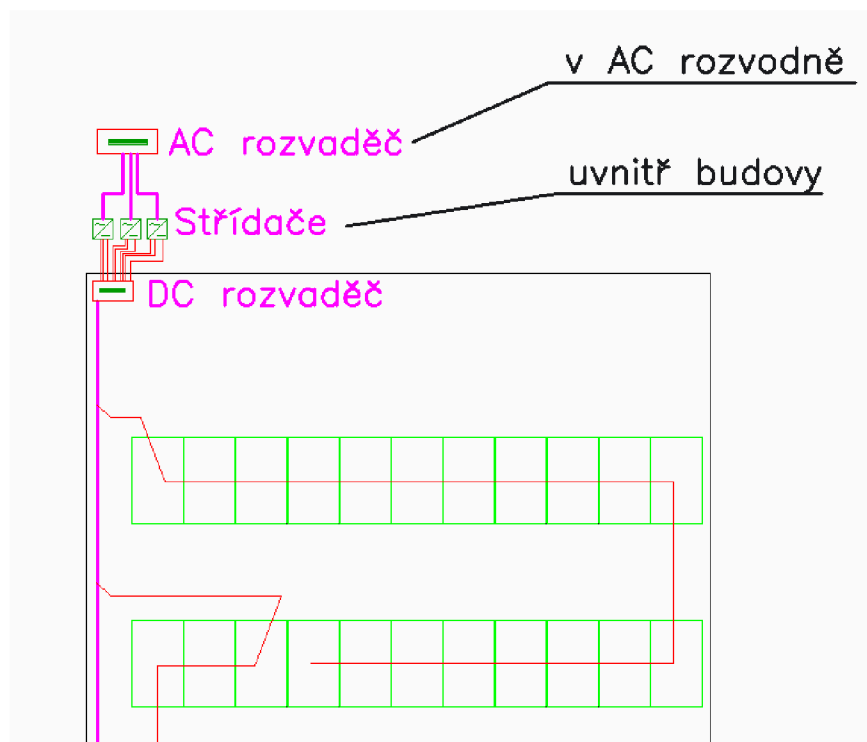 v AC rozvodně
AC rozvaděč
uvnitř budovy
Střídače
DC rozvaděč